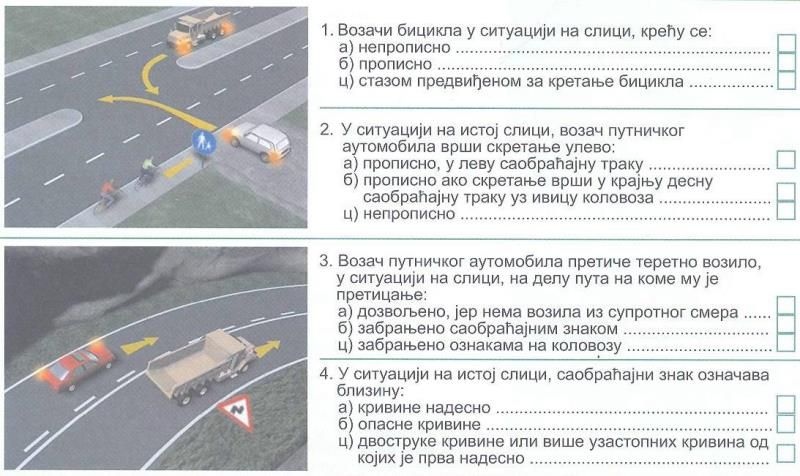 1. Возачи бицикла у ситуацији на слици, крећу се:
а) непрописно ................................................
б) прописно ....................................................
ц) стазом предвиђеном за кретање бицикла ..................
2. У ситуацији на истој слици, возач путничког
аутомобила врши скретање улево:
а) прописно, у леву саобраћајну траку ......................
б) прописно ако скретање врши у крајњу десну
саобраћајну траку уз ивицу коловоза ......................
ц) непрописно ................................................
3. Возач путничког аутомобила претиче теретно возило,
у ситуацији на слици, на делу пута на коме му је
претицање:
а) дозвољено, јер нема возила из супротног смера ......
б) забрањено саобраћајним знаком ......................
ц) забрањено ознакама на коловозу ......................
4. У ситуацији на истој слици, саобраћајни знак означава
близину:
а) кривине надесно ............................................
б) опасне кривине ............................................
ц) двоструке кривине или више узастопних кривина од
којих је прва надесно ......................................